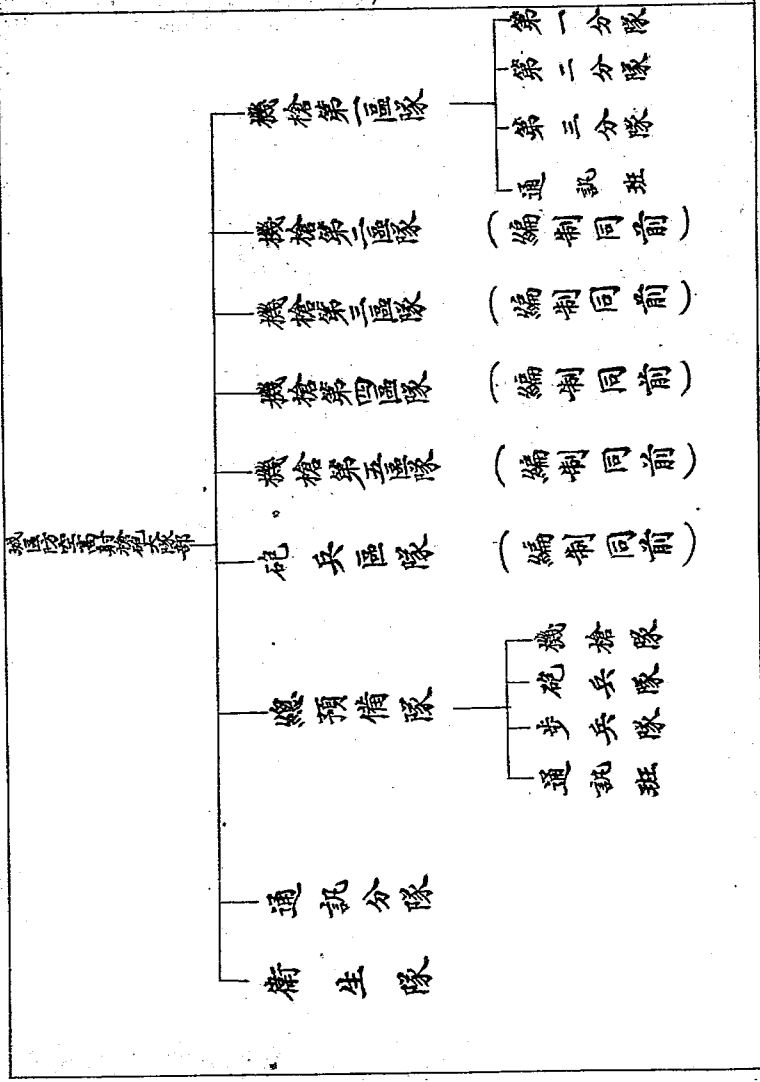 城區防空高射槍砲大隊部
機槍第一區隊
第一分隊
第二分隊
第三分隊
通訊班
機槍第二區隊
(編制同前)
機槍第三區隊
(編制同前)
機槍第四區隊
(編制同前)
機槍第五區隊
(編制同前)
砲兵區隊
(編制同前)
總預備隊
機槍隊
砲兵隊
步兵隊
通訊班
通訊分隊
衛生隊